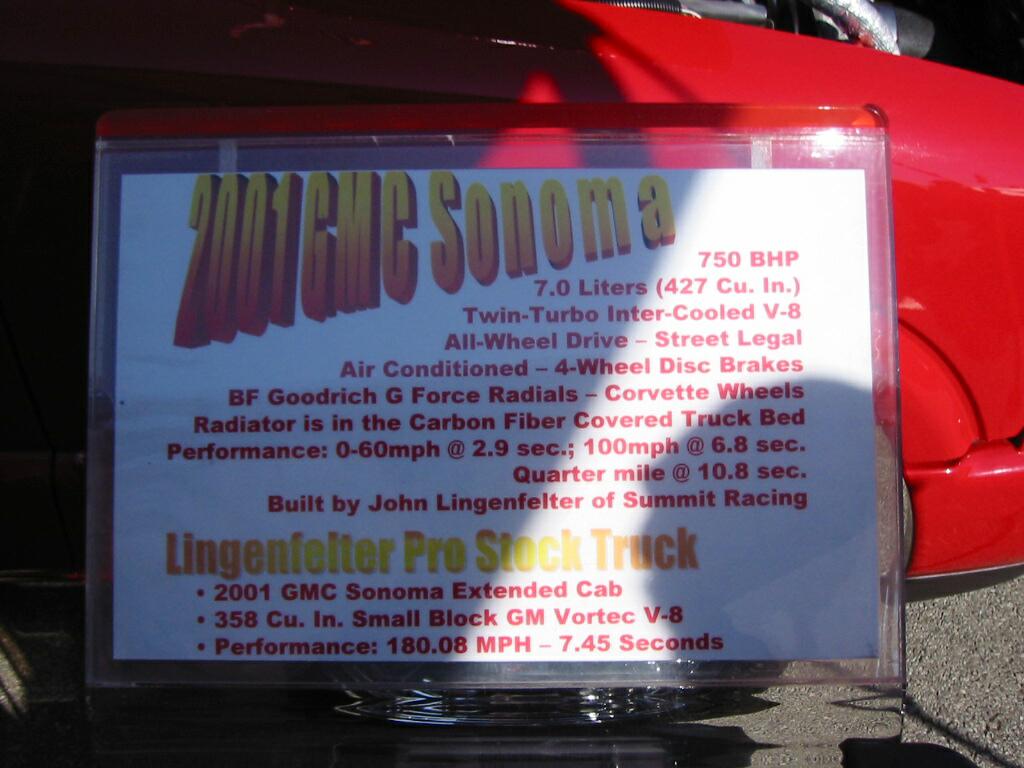 2001 GMC Sonoma
750 BHP
7.0 Liters (427 Cu. In.)
Twin-Turbo Inter-Cooled V-8
All-Wheel Drive – Street Legal
Air Conditioned – 4-Wheel Disc Brakes
BF Goodrich G Force Radials – Corvette Wheels
Radiator is in the Carbon Fiber Covered Truck Bed
Performance: 0-60mph @ 2.9 sec.; 100mph @ 6.8 sec.
Quarter mile @ 10.8 sec.
Built by John Lingenfelter of Summit Racing
Lingenfelter Pro Stock Truck
• 2001 GMC Sonoma Extended Cab
• 358 Cu. In. Small Block GM Vortec V-8
• Performance: 180.08 MPH – 7.45 Seconds